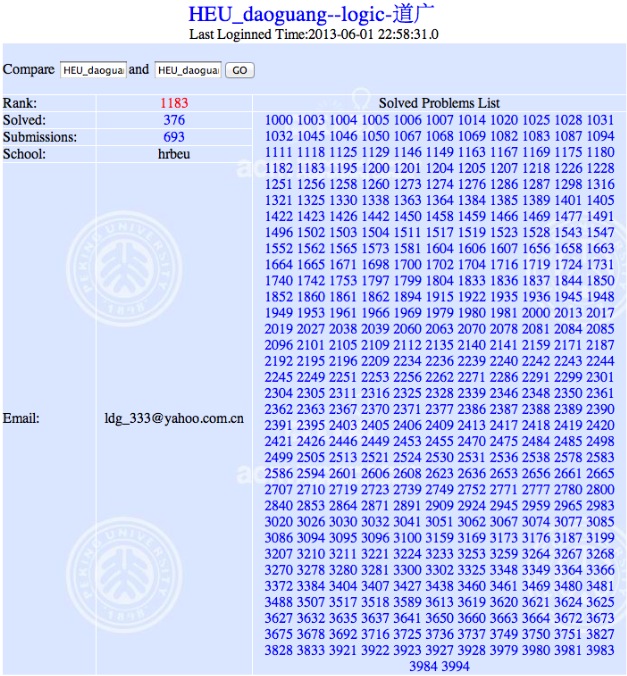 HEU_daoguang--logic-道广
Last Loginned Time:2013-06-01 22:58:31.0
Compare HEU_daoguai and HEU_daoguai GO
Rank: 1183 Solved Problems List
Solved: 376 1000 1003 1004 1005 1006 1007 1014 1020 1025 1028 1031
Submissions: 693 1032 1045 1046 1050 1067 1068 1069 1082 1083 1087 1094
School: hrbeu 1111 1118 1125 1129 1146 1149 1163 1167 1169 1175 1180
1182 1183 1195 1200 1201 1204 1205 1207 1218 1226 1228
1251 1256 1258 1260 1273 1274 1276 1286 1287 1298 1316
1321 1325 1330 1338 1363 1364 1384 1385 1389 1401 1405
1422 1423 1426 1442 1450 1458 1459 1466 1469 1477 1491
1496 1502 1503 1504 1511 1517 1519 1523 1528 1543 1547
1552 1562 1565 1573 1581 1604 1606 1607 1656 1658 1663
1664 1665 1671 1698 1700 1702 1704 1716 1719 1724 1731
1740 1742 1753 1797 1799 1804 1833 1836 1837 1844 1850
1852 1860 1861 1862 1894 1915 1922 1935 1936 1945 1948
1949 1953 1961 1966 1969 1979 1980 1981 2000 2013 2017
2019 2027 2038 2039 2060 2063 2070 2078 2081 2084 2085
2096 2101 2105 2109 2112 2135 2140 2141 2159 2171 2187
2192 2195 2196 2209 2234 2236 2239 2240 2242 2243 2244
2245 2249 2251 2253 2256 2262 2271 2286 2291 2299 2301
2304 2305 2311 2316 2325 2328 2339 2346 2348 2350 2361
2362 2363 2367 2370 2371 2377 2386 2387 2388 2389 2390
Email: ldg_333@yahoo.com.cn 2391 2395 2403 2405 2406 2409 2413 2417 2418 2419 2420
2421 2426 2446 2449 2453 2455 2470 2475 2484 2485 2498
2499 2505 2513 2521 2524 2530 2531 2536 2538 2578 2583
2586 2594 2601 2606 2608 2623 2636 2653 2656 2661 2665
2707 2710 2719 2723 2739 2749 2752 2771 2777 2780 2800
2840 2853 2864 2871 2891 2909 2924 2945 2959 2965 2983
3020 3026 3030 3032 3041 3051 3062 3067 3074 3077 3085
3086 3094 3095 3096 3100 3159 3169 3173 3176 3187 3199
3207 3210 3211 3221 3224 3233 3253 3259 3264 3267 3268
3270 3278 3280 3281 3300 3302 3325 3348 3349 3364 3366
3372 3384 3404 3407 3427 3438 3460 3461 3469 3480 3481
3488 3507 3517 3518 3589 3613 3619 3620 3621 3624 3625
3627 3632 3635 3637 3641 3650 3660 3663 3664 3672 3673
3675 3678 3692 3716 3725 3736 3737 3749 3750 3751 3827
3828 3833 3921 3922 3923 3927 3928 3979 3980 3981 3983
3984 3994
PEKING UNIVERSITY
1898
PEKING UNIVERSITY
1898